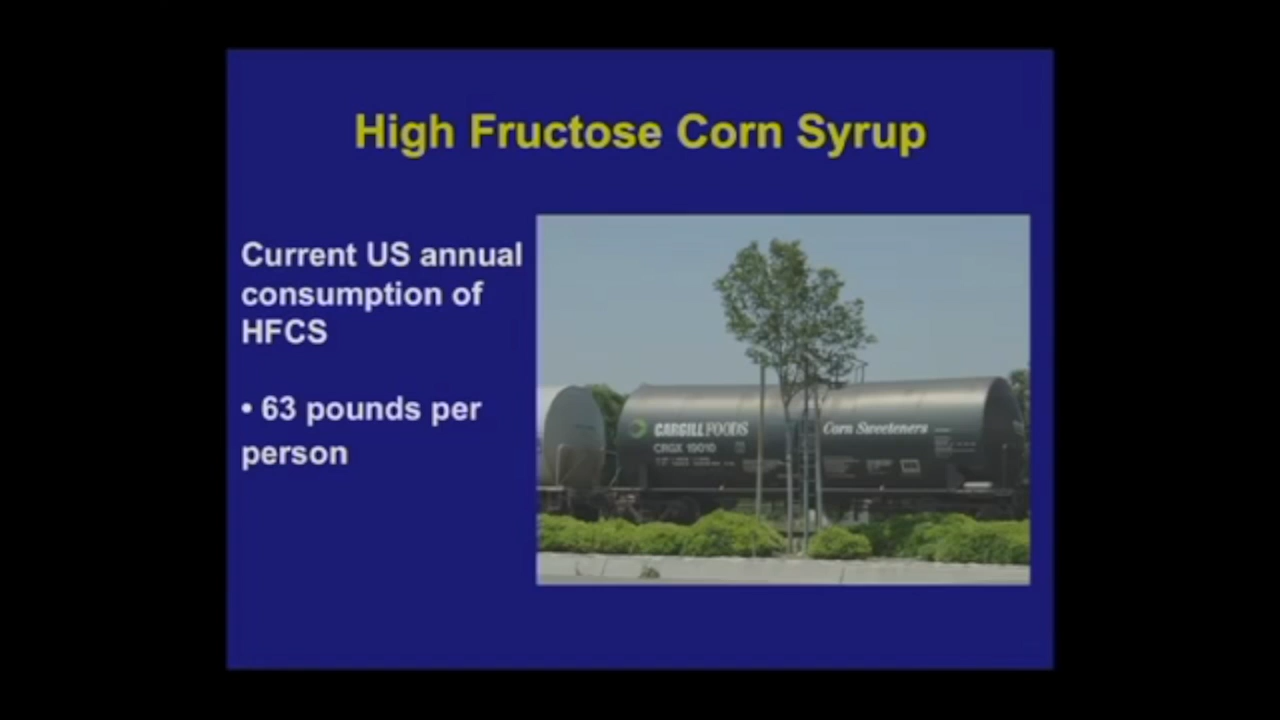 High Fructose Corn Syrup
Current US annual
consumption of
HFCS
• 63 pounds per
person
CARGILL FOODS
CRGX 19010
Corn Sweeteners